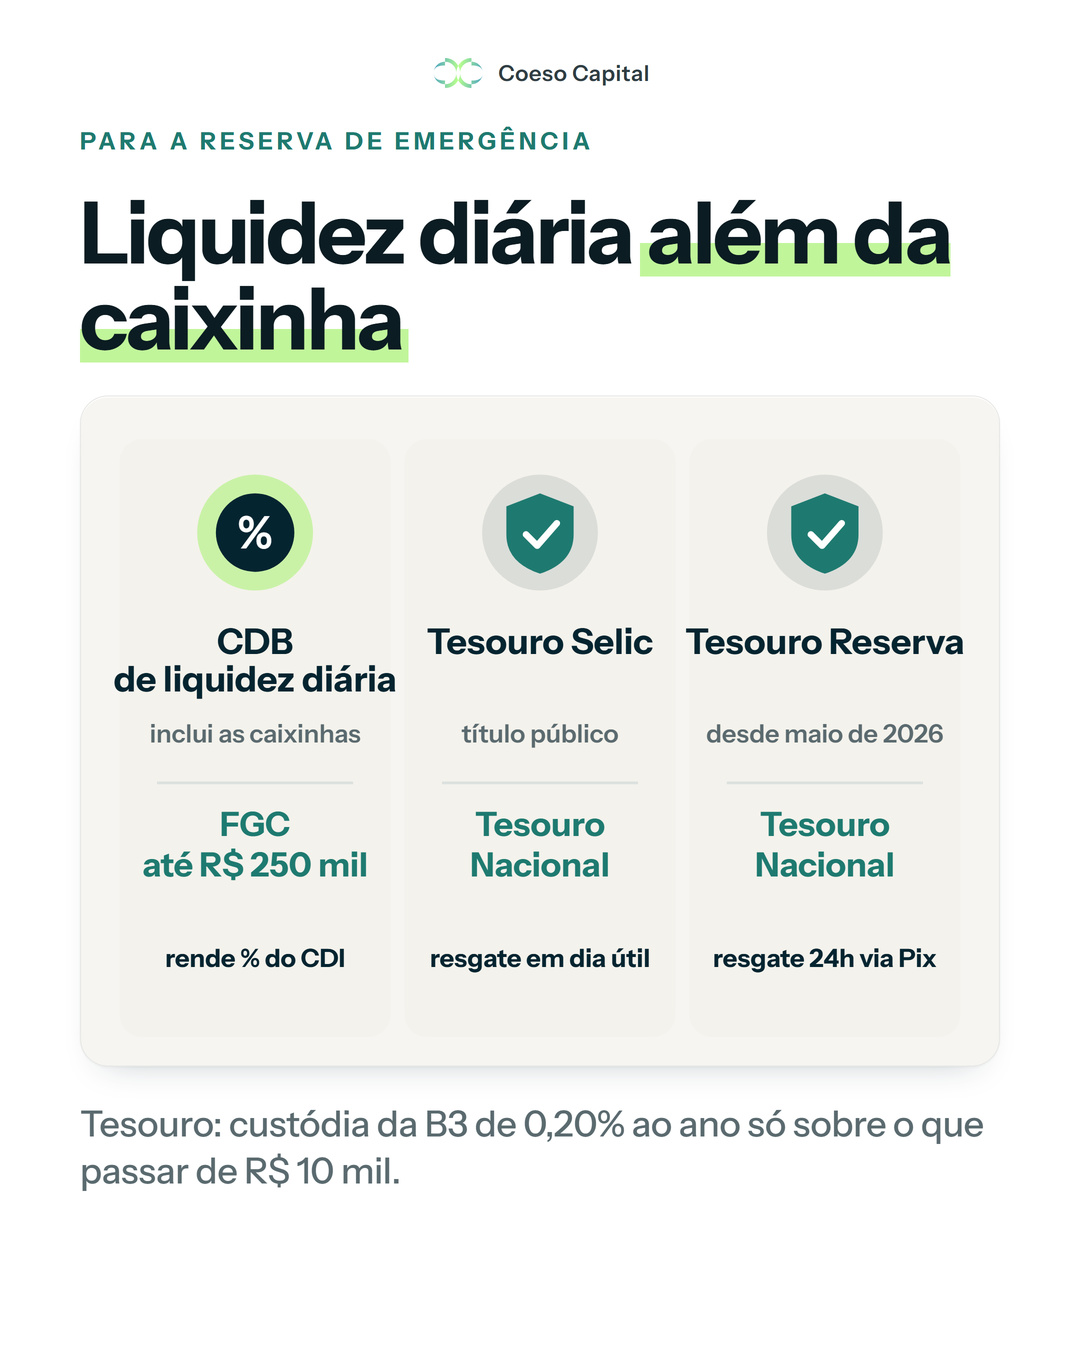 Coeso Capital
PARA A RESERVA DE EMERGÊNCIA
Liquidez diária além da
caixinha
%
CDB
de liquidez diária
inclui as caixinhas
FGC
até R$ 250 mil
rende % do CDI
Tesouro Selic
título público
Tesouro
Nacional
resgate em dia útil
Tesouro Reserva
desde maio de 2026
Tesouro
Nacional
resgate 24h via Pix
Tesouro: custódia da B3 de 0,20% ao ano só sobre o que
passar de R$ 10 mil.